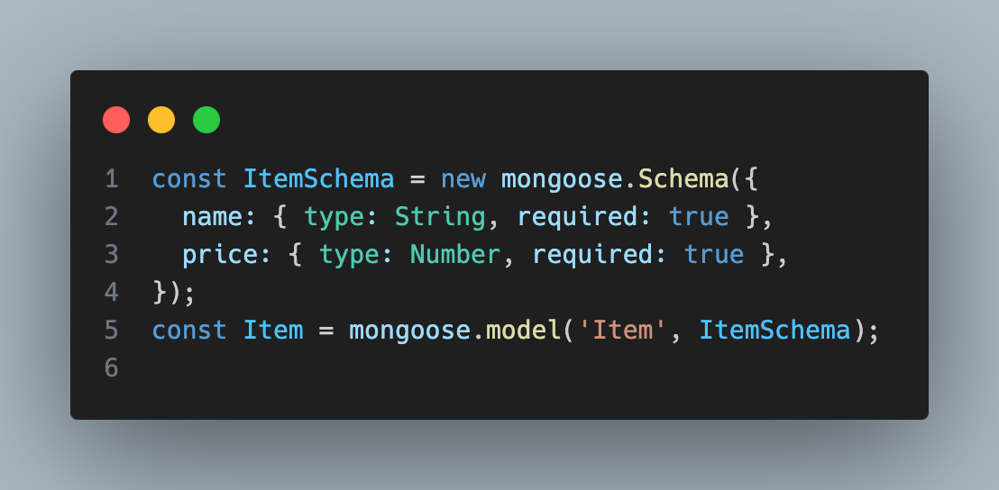 1 const ItemSchema = new mongoose.Schema({
2   name: { type: String, required: true },
3   price: { type: Number, required: true },
4 });
5 const Item = mongoose.model('Item', ItemSchema);
6